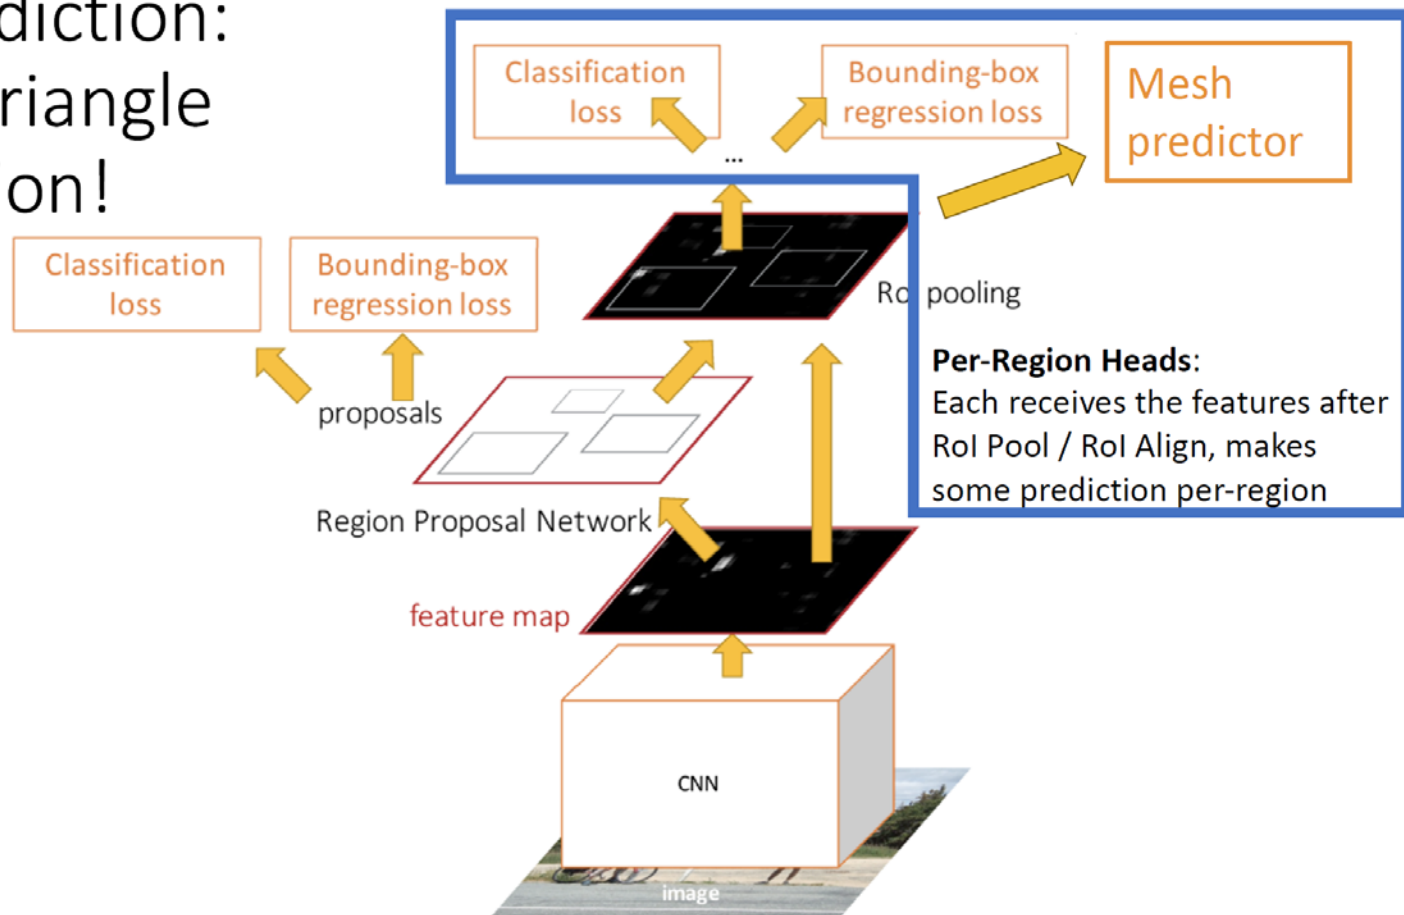 diction:
riangle
on!
Classification
loss
Bounding-box
regression loss
Mesh
predictor
...
Classification
loss
Bounding-box
regression loss
RoI pooling
Per-Region Heads:
Each receives the features after
RoI Pool / RoI Align, makes
some prediction per-region
proposals
Region Proposal Network
feature map
CNN
image